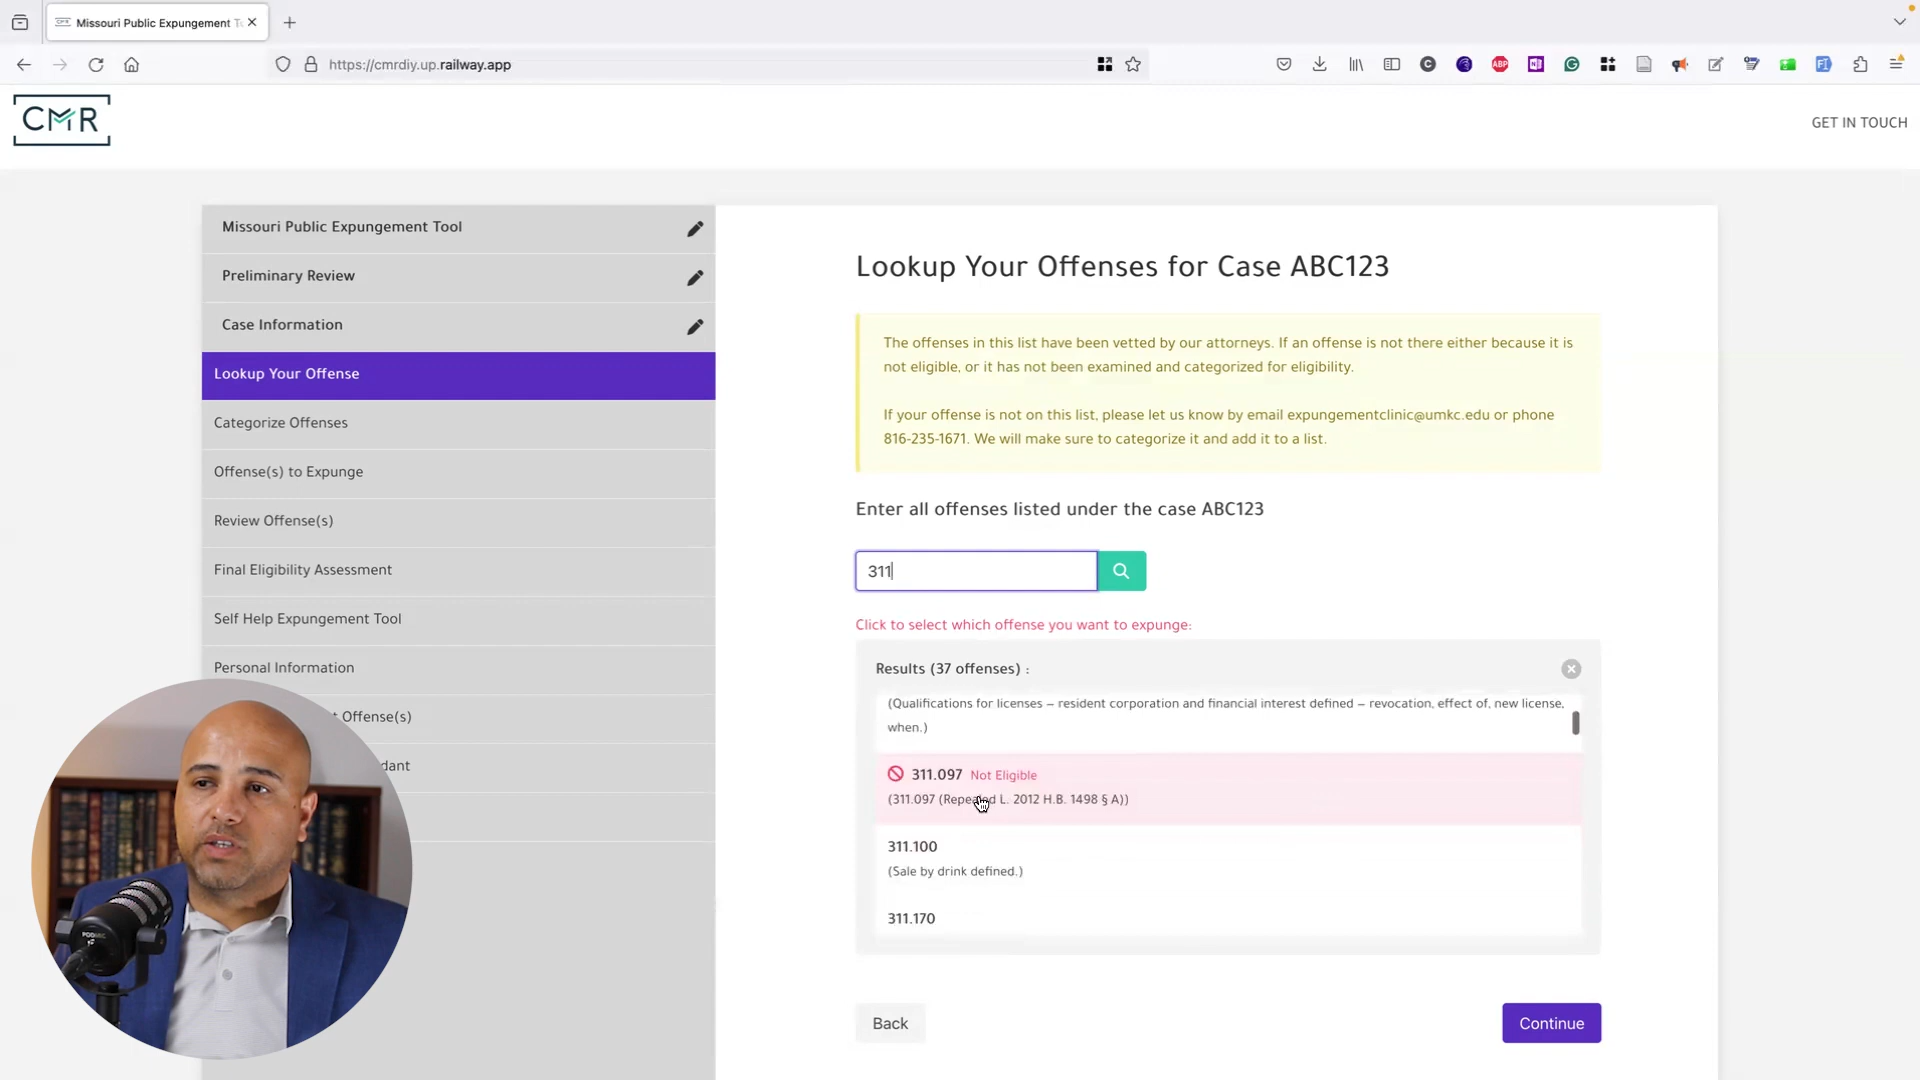 Missouri Public Expungement
https://cmrdiy.up.railway.app
CMR
GET IN TOUCH
Missouri Public Expungement Tool
Preliminary Review
Case Information
Lookup Your Offense
Categorize Offenses
Offense(s) to Expunge
Review Offense(s)
Final Eligibility Assessment
Self Help Expungement Tool
Personal Information
t Offense(s)
dant
Lookup Your Offenses for Case ABC123
The offenses in this list have been vetted by our attorneys. If an offense is not there either because it is
not eligible, or it has not been examined and categorized for eligibility.
If your offense is not on this list, please let us know by email expungementclinic@umkc.edu or phone
816-235-1671. We will make sure to categorize it and add it to a list.
Enter all offenses listed under the case ABC123
311
Click to select which offense you want to expunge:
Results (37 offenses) :
(Qualifications for licenses – resident corporation and financial interest defined – revocation, effect of, new license,
when.)
311.097 Not Eligible
(311.097 (Repealed L. 2012 H.B. 1498 § A))
311.100
(Sale by drink defined.)
311.170
Back
Continue